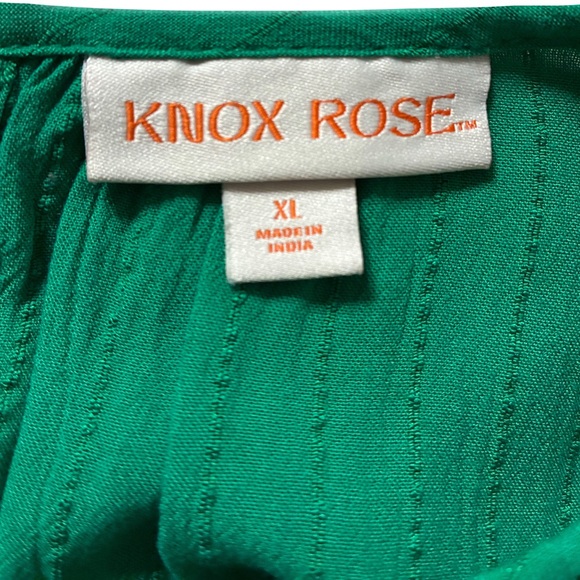 KNOX ROSE™
XL
MADE IN
INDIA